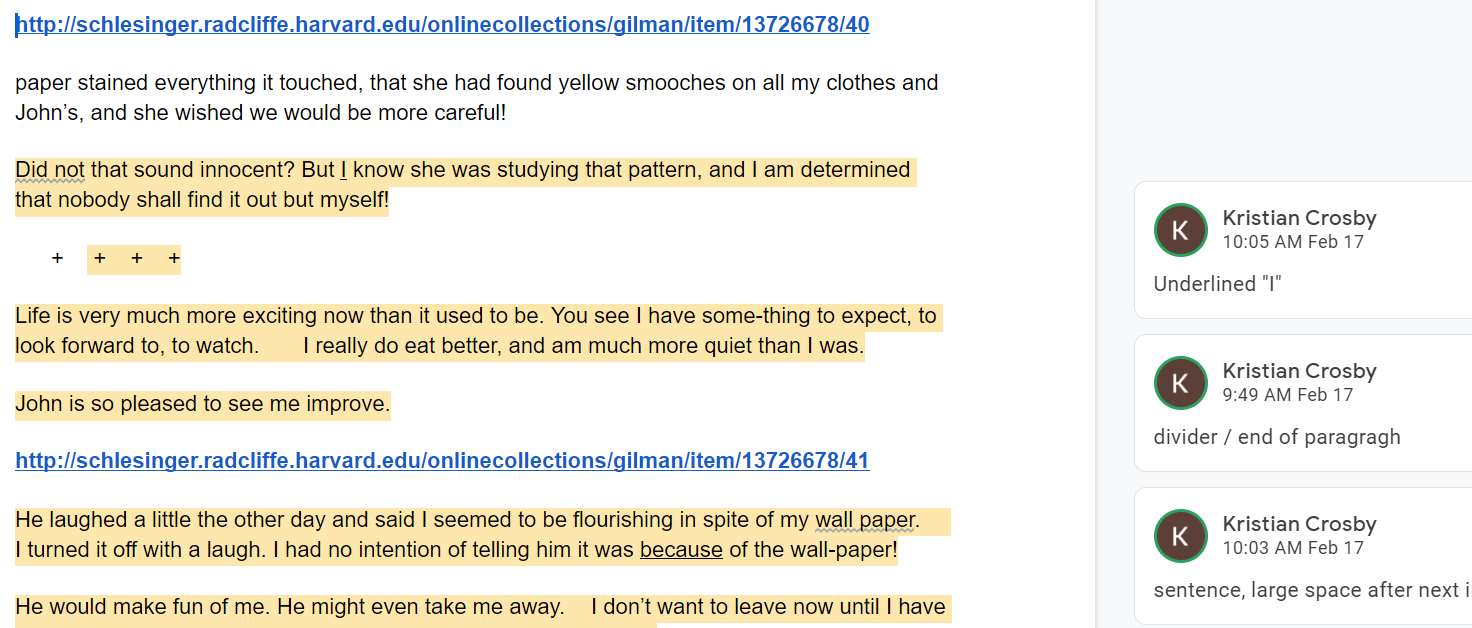 http://schlesinger.radcliffe.harvard.edu/onlinecollections/gilman/item/13726678/40
paper stained everything it touched, that she had found yellow smooches on all my clothes and
John’s, and she wished we would be more careful!
Did not that sound innocent? But I know she was studying that pattern, and I am determined
that nobody shall find it out but myself!
+ + + +
Life is very much more exciting now than it used to be. You see I have some-thing to expect, to
look forward to, to watch. I really do eat better, and am much more quiet than I was.
John is so pleased to see me improve.
http://schlesinger.radcliffe.harvard.edu/onlinecollections/gilman/item/13726678/41
He laughed a little the other day and said I seemed to be flourishing in spite of my wall paper.
I turned it off with a laugh. I had no intention of telling him it was because of the wall-paper!
He would make fun of me. He might even take me away. I don’t want to leave now until I have
K
Kristian Crosby
10:05 AM Feb 17
Underlined "I"
K
Kristian Crosby
9:49 AM Feb 17
divider / end of paragragh
K
Kristian Crosby
10:03 AM Feb 17
sentence, large space after next